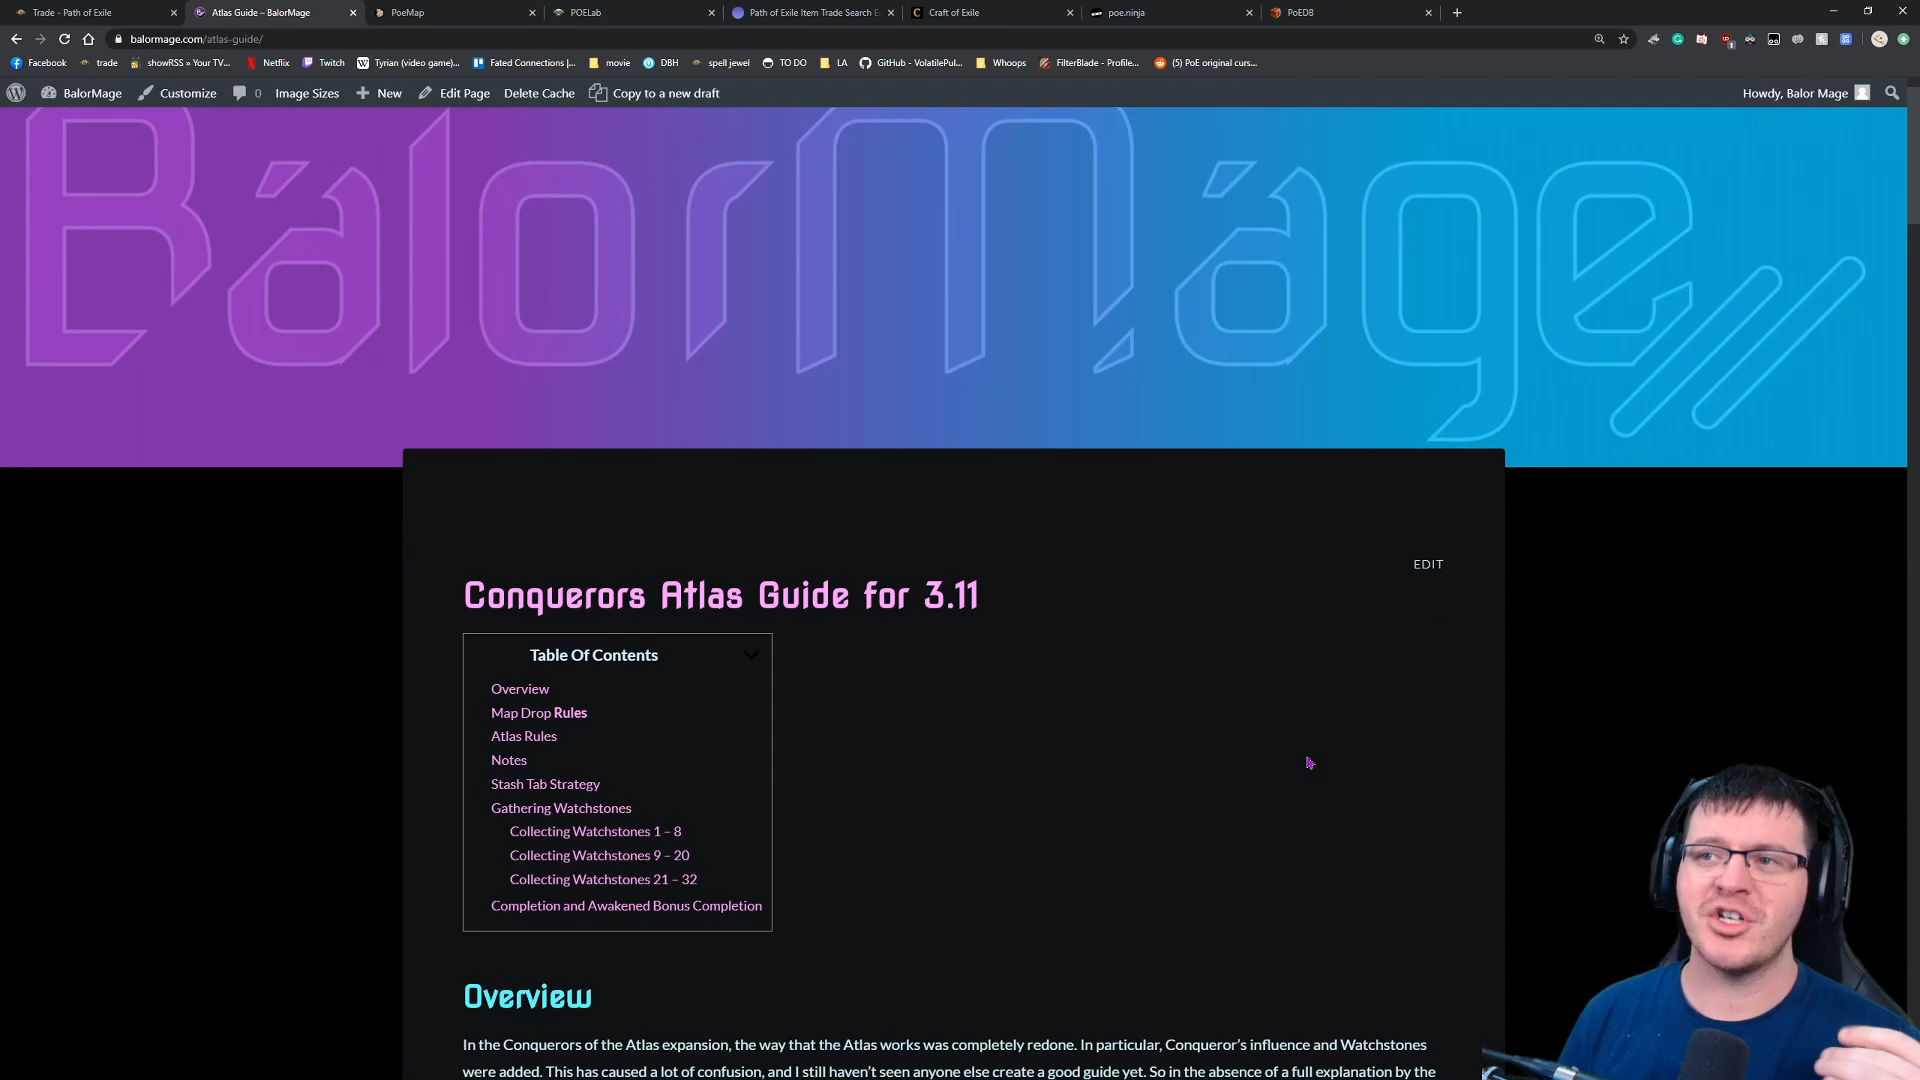 Trade - Path of Exile
Atlas Guide – BalorMage
PoeMap
POELab
Path of Exile Item Trade Search E
Craft of Exile
poe.ninja
PoEDB
balormage.com/atlas-guide/
Facebook
trade
showRSS » Your TV...
Netflix
Twitch
Tyrian (video game)...
Fated Connections |...
movie
DBH
spell jewel
TO DO
LA
GitHub - VolatilePul...
Whoops
FilterBlade - Profile...
(5) PoE original curs...
BalorMage
Customize
0
Image Sizes
New
Edit Page
Delete Cache
Copy to a new draft
Howdy, Balor Mage
BalorMage
EDIT
Conquerors Atlas Guide for 3.11
Table Of Contents
Overview
Map Drop Rules
Atlas Rules
Notes
Stash Tab Strategy
Gathering Watchstones
Collecting Watchstones 1 – 8
Collecting Watchstones 9 – 20
Collecting Watchstones 21 – 32
Completion and Awakened Bonus Completion
Overview
In the Conquerors of the Atlas expansion, the way that the Atlas works was completely redone. In particular, Conqueror's influence and Watchstones
were added. This has caused a lot of confusion, and I still haven't seen anyone else create a good guide yet. So in the absence of a full explanation by the